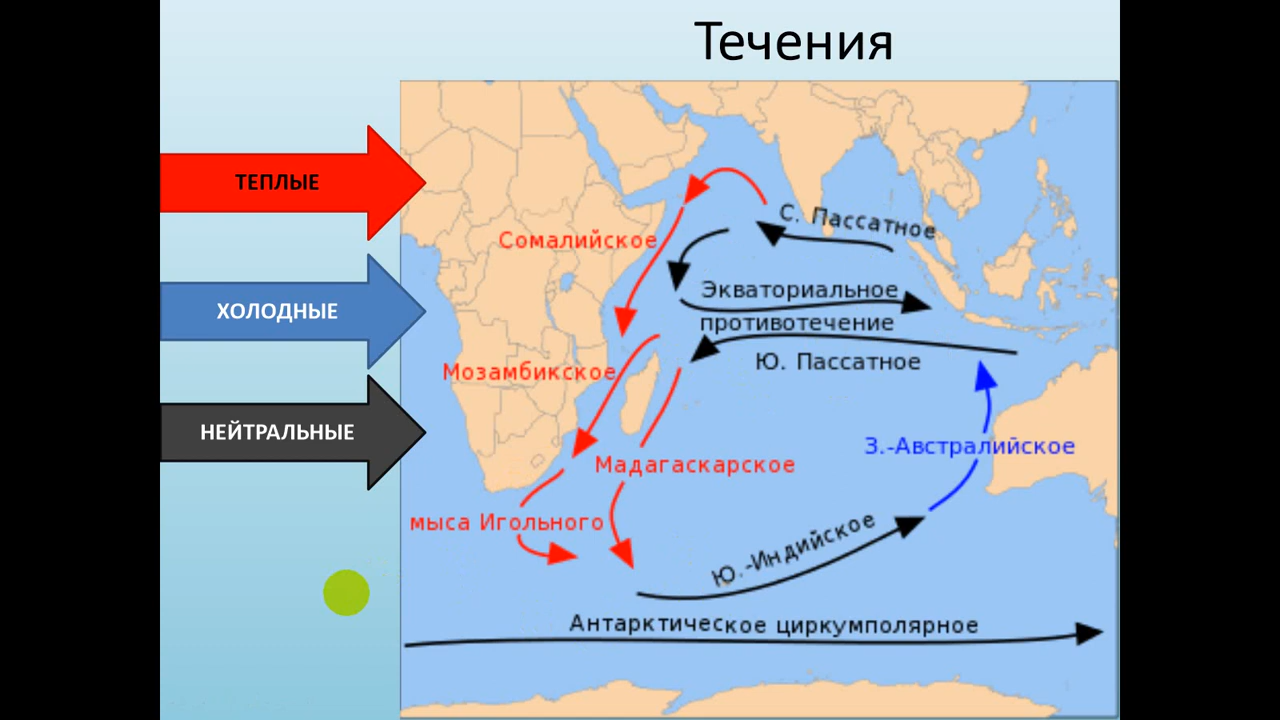 Течения
ТЕПЛЫЕ
ХОЛОДНЫЕ
НЕЙТРАЛЬНЫЕ
С. Пассатное
Сомалийское
Экваториальное
противотечение
Ю. Пассатное
Мозамбикское
З.-Австралийское
Мадагаскарское
мыса Игольного
Ю.-Индийское
Антарктическое циркумполярное